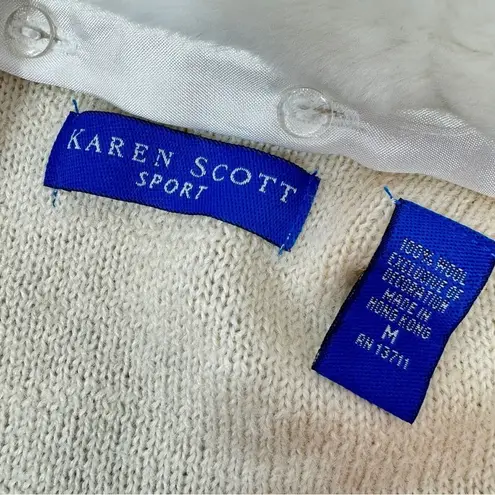 KAREN SCOTT
SPORT
100% WOOL
EXCLUSIVE OF
DECORATION
MADE IN
HONG KONG
M
RN 13711